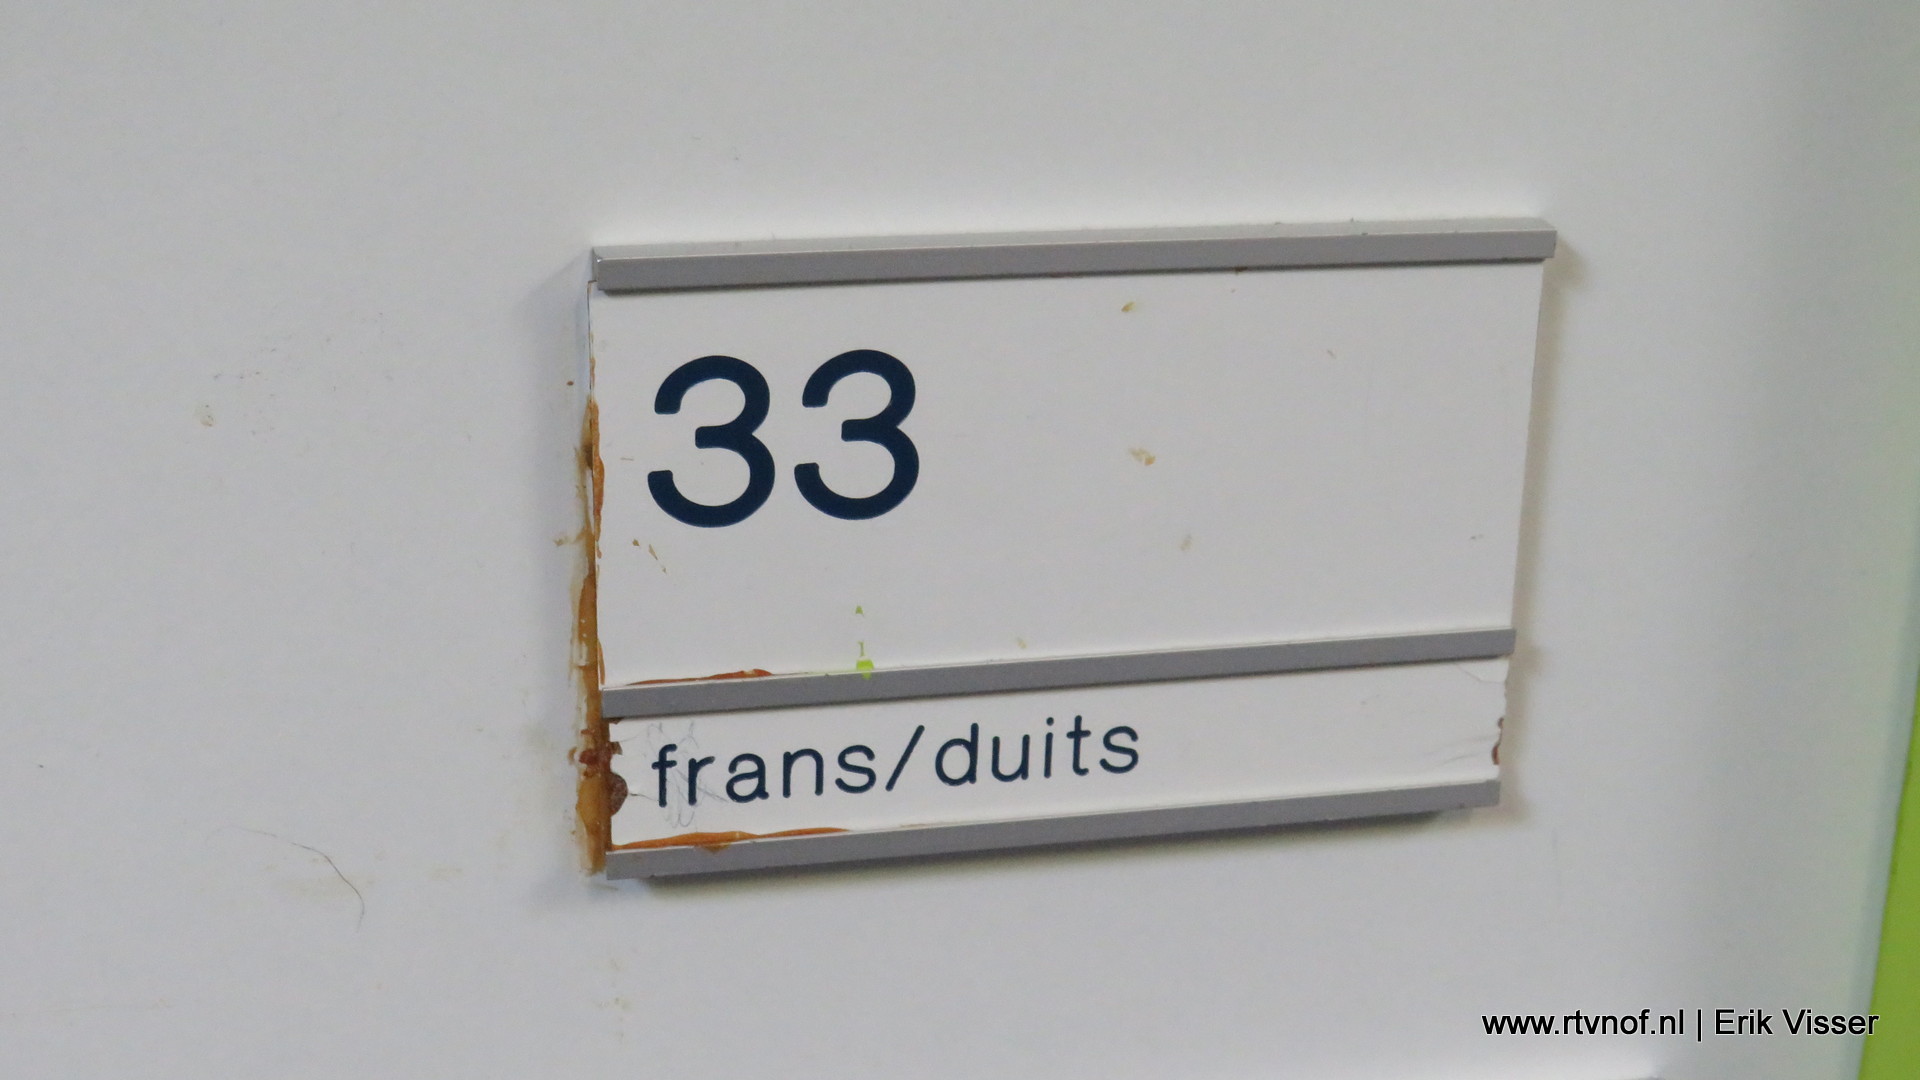 33
frans/duits
www.rtvnof.nl | Erik Visser